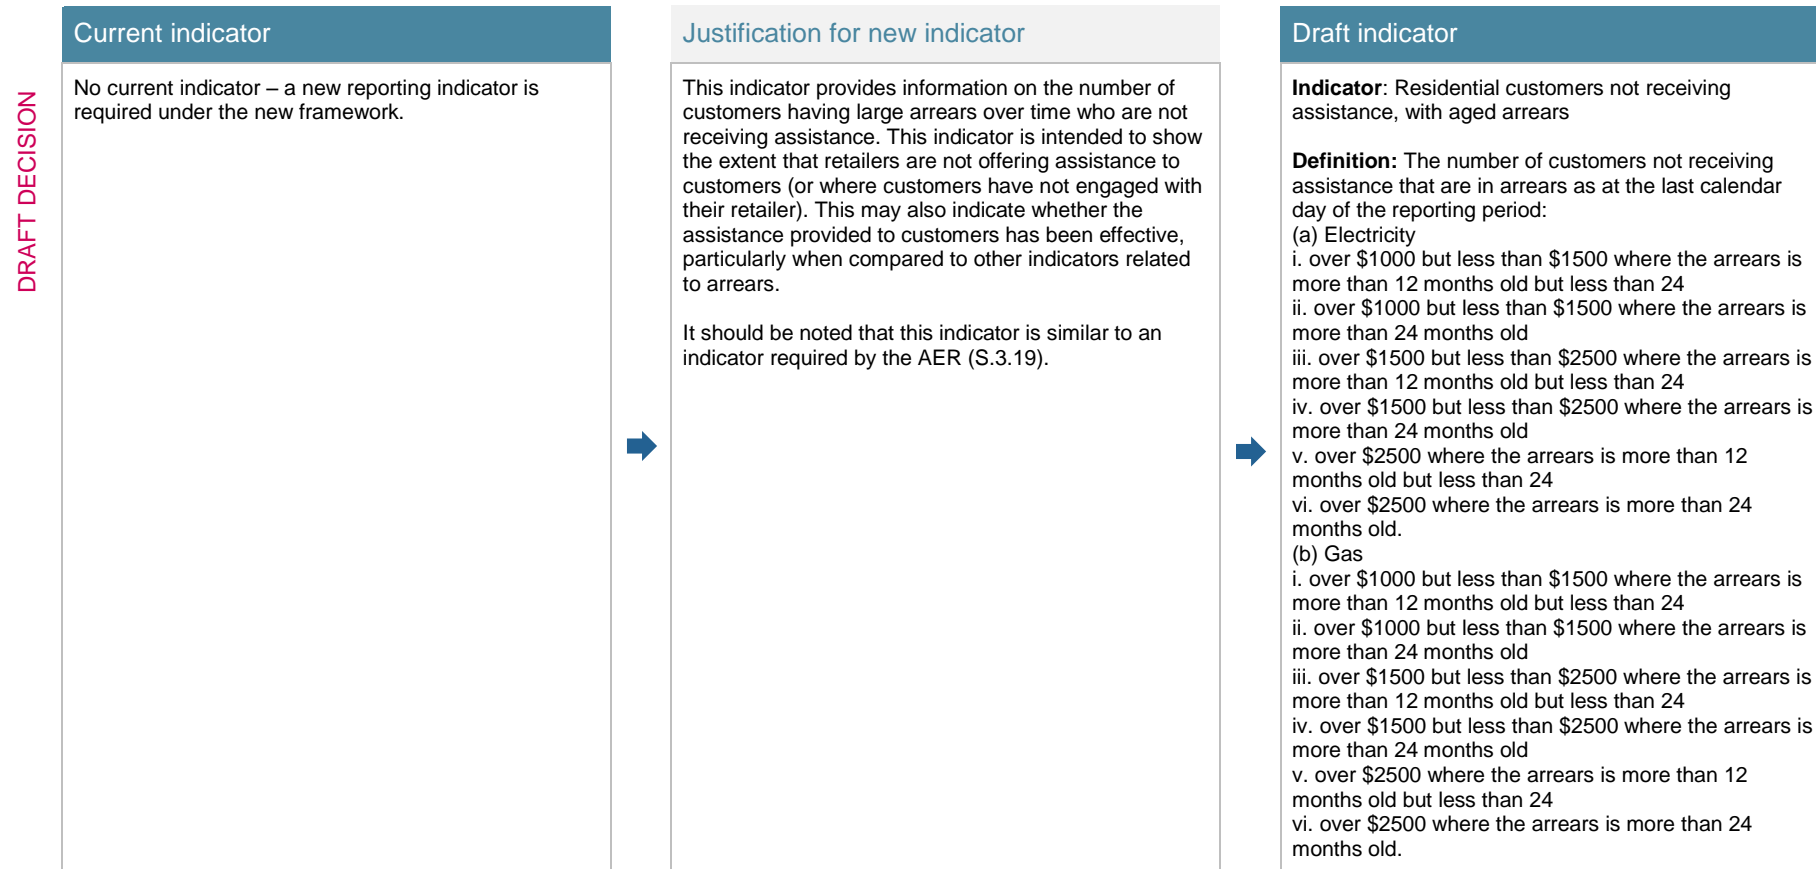 DRAFT DECISION
Current indicator
No current indicator – a new reporting indicator is
required under the new framework.
Justification for new indicator
This indicator provides information on the number of
customers having large arrears over time who are not
receiving assistance. This indicator is intended to show
the extent that retailers are not offering assistance to
customers (or where customers have not engaged with
their retailer). This may also indicate whether the
assistance provided to customers has been effective,
particularly when compared to other indicators related
to arrears.
It should be noted that this indicator is similar to an
indicator required by the AER (S.3.19).
Draft indicator
Indicator: Residential customers not receiving
assistance, with aged arrears
Definition: The number of customers not receiving
assistance that are in arrears as at the last calendar
day of the reporting period:
(a) Electricity
i. over $1000 but less than $1500 where the arrears is
more than 12 months old but less than 24
ii. over $1000 but less than $1500 where the arrears is
more than 24 months old
iii. over $1500 but less than $2500 where the arrears is
more than 12 months old but less than 24
iv. over $1500 but less than $2500 where the arrears is
more than 24 months old
v. over $2500 where the arrears is more than 12
months old but less than 24
vi. over $2500 where the arrears is more than 24
months old.
(b) Gas
i. over $1000 but less than $1500 where the arrears is
more than 12 months old but less than 24
ii. over $1000 but less than $1500 where the arrears is
more than 24 months old
iii. over $1500 but less than $2500 where the arrears is
more than 12 months old but less than 24
iv. over $1500 but less than $2500 where the arrears is
more than 24 months old
v. over $2500 where the arrears is more than 12
months old but less than 24
vi. over $2500 where the arrears is more than 24
months old.